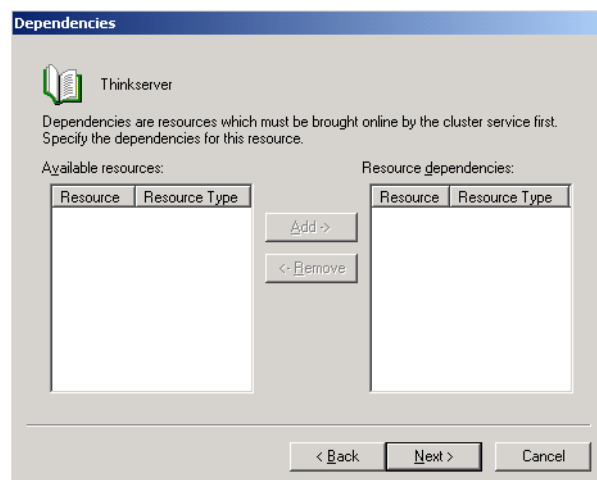 Dependencies
Thinkserver
Dependencies are resources which must be brought online by the cluster service first.
Specify the dependencies for this resource.
Available resources:
Resource dependencies:
Resource Resource Type
Resource Resource Type
Add ->
<- Remove
< Back
Next >
Cancel